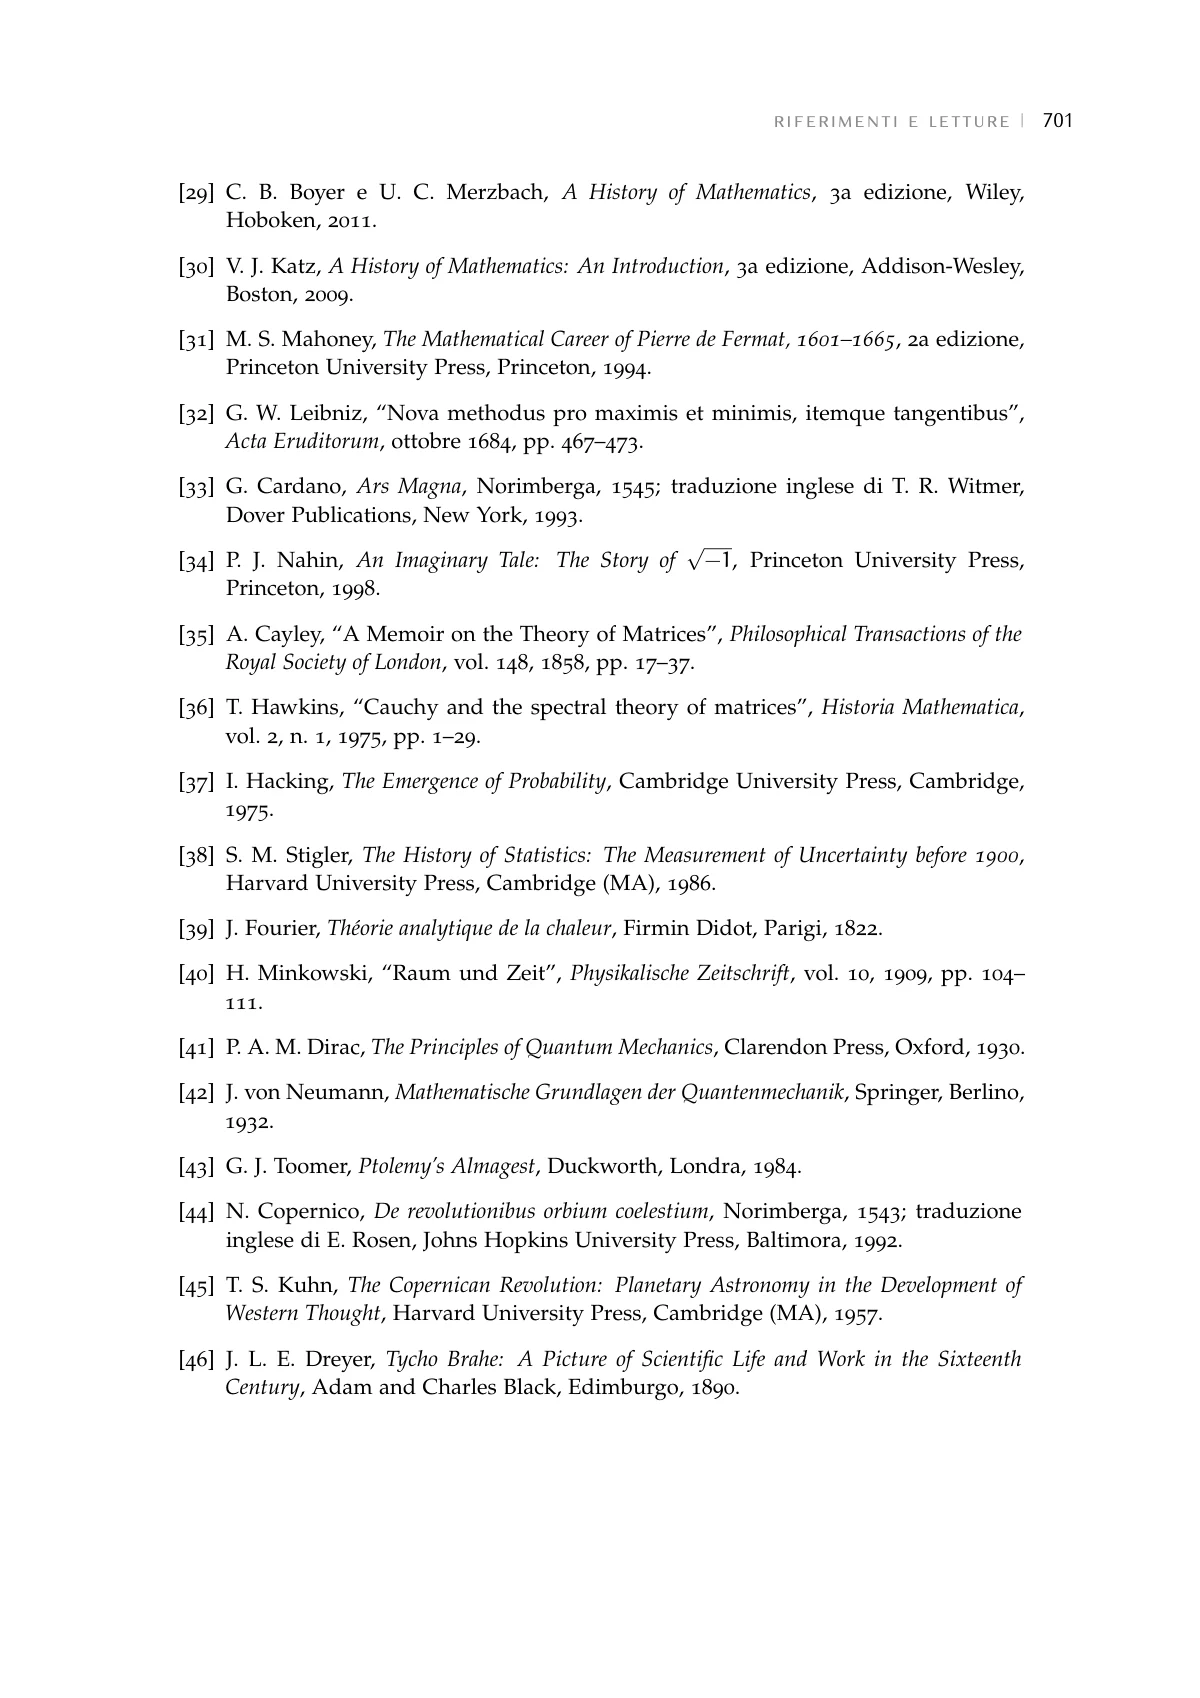 RIFERIMENTI E LETTURE | 701
[29] C. B. Boyer e U. C. Merzbach, A History of Mathematics, 3a edizione, Wiley,
Hoboken, 2011.
[30] V. J. Katz, A History of Mathematics: An Introduction, 3a edizione, Addison-Wesley,
Boston, 2009.
[31] M. S. Mahoney, The Mathematical Career of Pierre de Fermat, 1601–1665, 2a edizione,
Princeton University Press, Princeton, 1994.
[32] G. W. Leibniz, “Nova methodus pro maximis et minimis, itemque tangentibus”,
Acta Eruditorum, ottobre 1684, pp. 467–473.
[33] G. Cardano, Ars Magna, Norimberga, 1545; traduzione inglese di T. R. Witmer,
Dover Publications, New York, 1993.
[34] P. J. Nahin, An Imaginary Tale: The Story of √−1, Princeton University Press,
Princeton, 1998.
[35] A. Cayley, “A Memoir on the Theory of Matrices”, Philosophical Transactions of the
Royal Society of London, vol. 148, 1858, pp. 17–37.
[36] T. Hawkins, “Cauchy and the spectral theory of matrices”, Historia Mathematica,
vol. 2, n. 1, 1975, pp. 1–29.
[37] I. Hacking, The Emergence of Probability, Cambridge University Press, Cambridge,
1975.
[38] S. M. Stigler, The History of Statistics: The Measurement of Uncertainty before 1900,
Harvard University Press, Cambridge (MA), 1986.
[39] J. Fourier, Théorie analytique de la chaleur, Firmin Didot, Parigi, 1822.
[40] H. Minkowski, “Raum und Zeit”, Physikalische Zeitschrift, vol. 10, 1909, pp. 104–
111.
[41] P. A. M. Dirac, The Principles of Quantum Mechanics, Clarendon Press, Oxford, 1930.
[42] J. von Neumann, Mathematische Grundlagen der Quantenmechanik, Springer, Berlino,
1932.
[43] G. J. Toomer, Ptolemy’s Almagest, Duckworth, Londra, 1984.
[44] N. Copernico, De revolutionibus orbium coelestium, Norimberga, 1543; traduzione
inglese di E. Rosen, Johns Hopkins University Press, Baltimora, 1992.
[45] T. S. Kuhn, The Copernican Revolution: Planetary Astronomy in the Development of
Western Thought, Harvard University Press, Cambridge (MA), 1957.
[46] J. L. E. Dreyer, Tycho Brahe: A Picture of Scientific Life and Work in the Sixteenth
Century, Adam and Charles Black, Edimburgo, 1890.